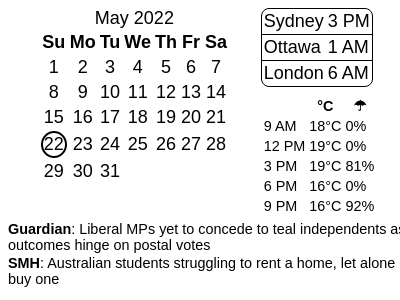 May 2022
Su Mo Tu We Th Fr Sa
1 2 3 4 5 6 7
8 9 10 11 12 13 14
15 16 17 18 19 20 21
22 23 24 25 26 27 28
29 30 31
Sydney 3 PM
Ottawa 1 AM
London 6 AM
°C ☂
9 AM 18°C 0%
12 PM 19°C 0%
3 PM 19°C 81%
6 PM 16°C 0%
9 PM 16°C 92%
Guardian: Liberal MPs yet to concede to teal independents as
outcomes hinge on postal votes
SMH: Australian students struggling to rent a home, let alone
buy one